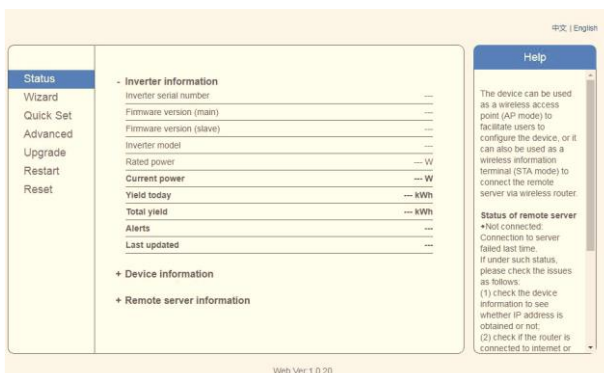 中文 | English
Status
Wizard
Quick Set
Advanced
Upgrade
Restart
Reset
- Inverter information
Inverter serial number ---
Firmware version (main) ---
Firmware version (slave) ---
Inverter model ---
Rated power --- W
Current power --- W
Yield today --- kWh
Total yield --- kWh
Alerts ---
Last updated ---
+ Device information
+ Remote server information
Help
The device can be used
as a wireless access
point (AP mode) to
facilitate users to
configure the device, or it
can also be used as a
wireless information
terminal (STA mode) to
connect the remote
server via wireless router.
Status of remote server
◆Not connected:
Connection to server
failed last time.
If under such status,
please check the issues
as follows:
(1) check the device
information to see
whether IP address is
obtained or not;
(2) check if the router is
connected to internet or
Web Ver:1.0.20